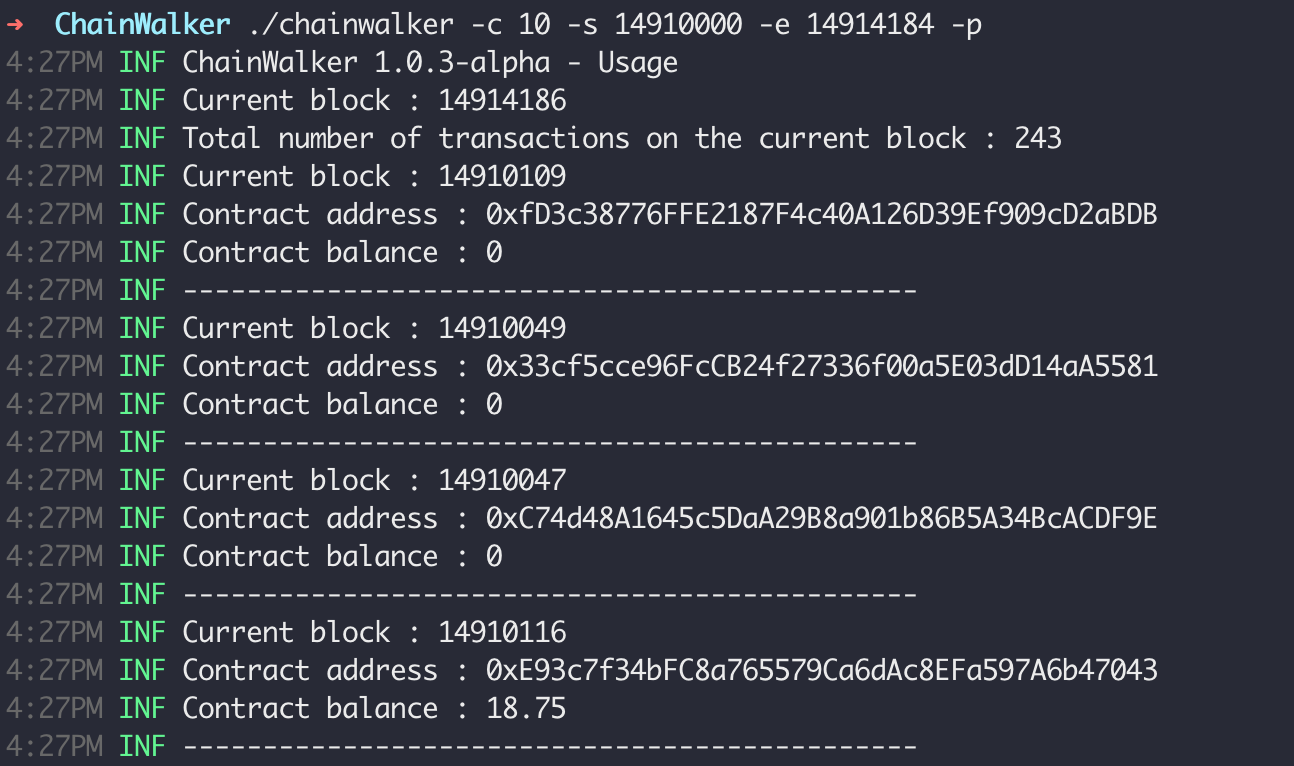 ➜ ChainWalker ./chainwalker -c 10 -s 14910000 -e 14914184 -p
4:27PM INF ChainWalker 1.0.3-alpha - Usage
4:27PM INF Current block : 14914186
4:27PM INF Total number of transactions on the current block : 243
4:27PM INF Current block : 14910109
4:27PM INF Contract address : 0xfD3c38776FFE2187F4c40A126D39Ef909cD2aBDB
4:27PM INF Contract balance : 0
4:27PM INF ----------------------------------------------
4:27PM INF Current block : 14910049
4:27PM INF Contract address : 0x33cf5cce96FcCB24f27336f00a5E03dD14aA5581
4:27PM INF Contract balance : 0
4:27PM INF ----------------------------------------------
4:27PM INF Current block : 14910047
4:27PM INF Contract address : 0xC74d48A1645c5DaA29B8a901b86B5A34BcACDF9E
4:27PM INF Contract balance : 0
4:27PM INF ----------------------------------------------
4:27PM INF Current block : 14910116
4:27PM INF Contract address : 0xE93c7f34bFC8a765579Ca6dAc8EFa597A6b47043
4:27PM INF Contract balance : 18.75
4:27PM INF ----------------------------------------------